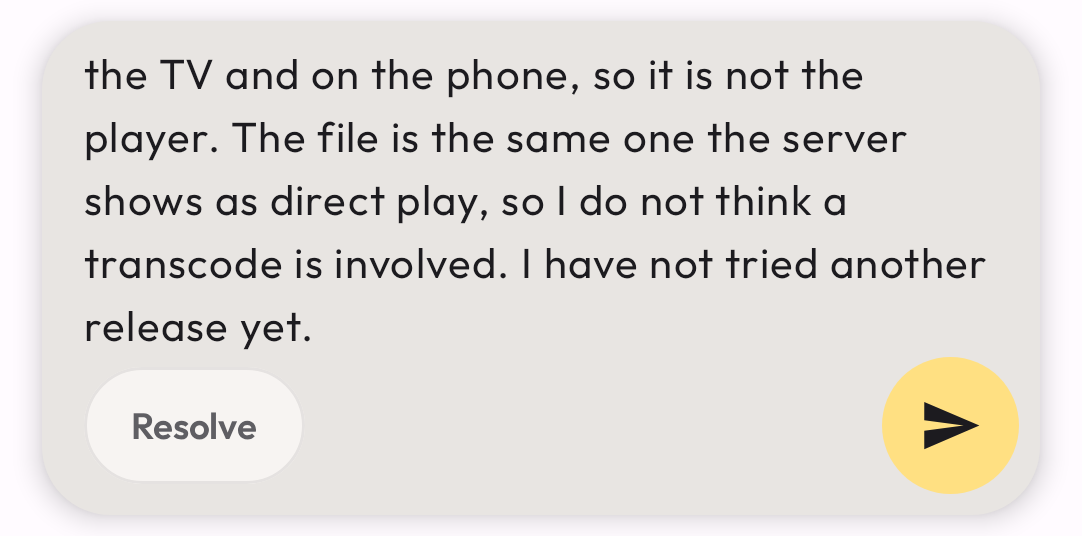 the TV and on the phone, so it is not the
player. The file is the same one the server
shows as direct play, so I do not think a
transcode is involved. I have not tried another
release yet.
Resolve